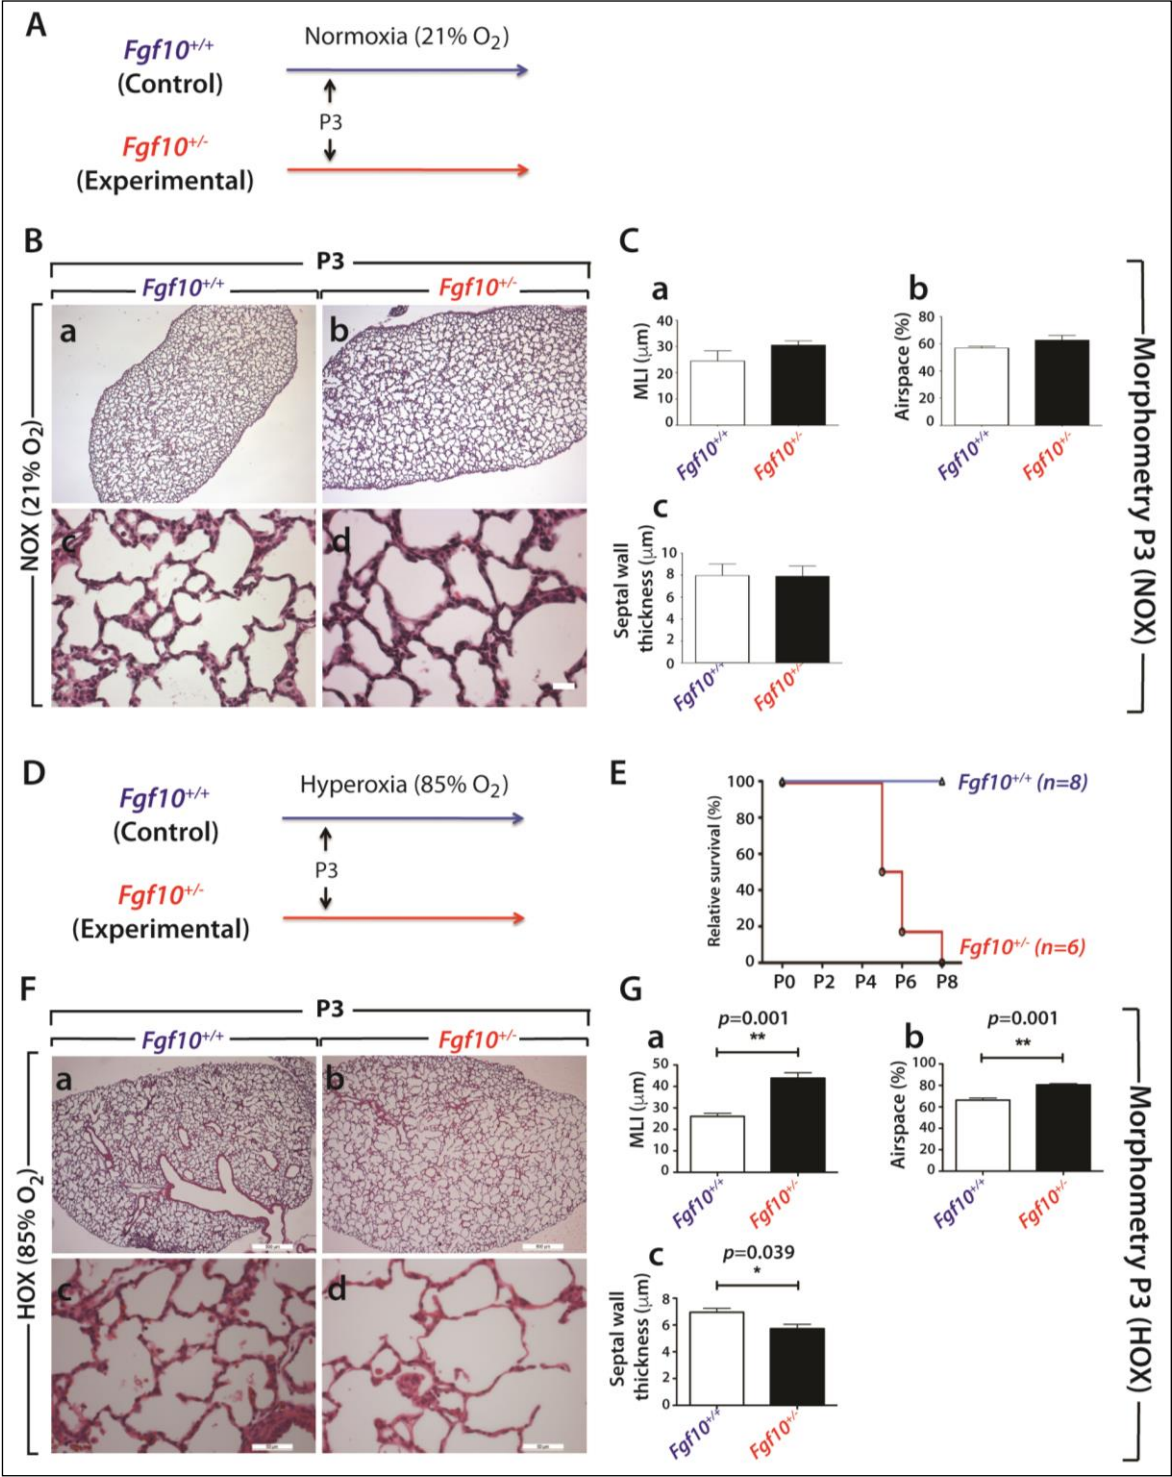 A
Fgf10+/+
(Control)
Normoxia (21% O2)
P3
Fgf10+/-
(Experimental)
B
P3
Fgf10+/+
Fgf10+/-
NOX (21% O2)
a
b
c
d
C
a
MLI (μm)
40
30
20
10
0
Fgf10+/+
Fgf10+/-
b
Airspace (%)
80
60
40
20
0
Fgf10+/+
Fgf10+/-
c
Septal wall
thickness (μm)
10
8
6
4
2
0
Fgf10+/+
Fgf10+/-
Morphometry P3 (NOX)
D
Fgf10+/+
(Control)
Hyperoxia (85% O2)
P3
Fgf10+/-
(Experimental)
E
Relative survival (%)
100
80
60
40
20
0
P0 P2 P4 P6 P8
Fgf10+/+ (n=8)
Fgf10+/- (n=6)
F
P3
Fgf10+/+
Fgf10+/-
HOX (85% O2)
a
b
c
d
G
a
p=0.001
**
MLI (μm)
50
40
30
20
10
0
Fgf10+/+
Fgf10+/-
b
p=0.001
**
Airspace (%)
100
80
60
40
20
0
Fgf10+/+
Fgf10+/-
c
p=0.039
*
Septal wall
thickness (μm)
8
6
4
2
0
Fgf10+/+
Fgf10+/-
Morphometry P3 (HOX)